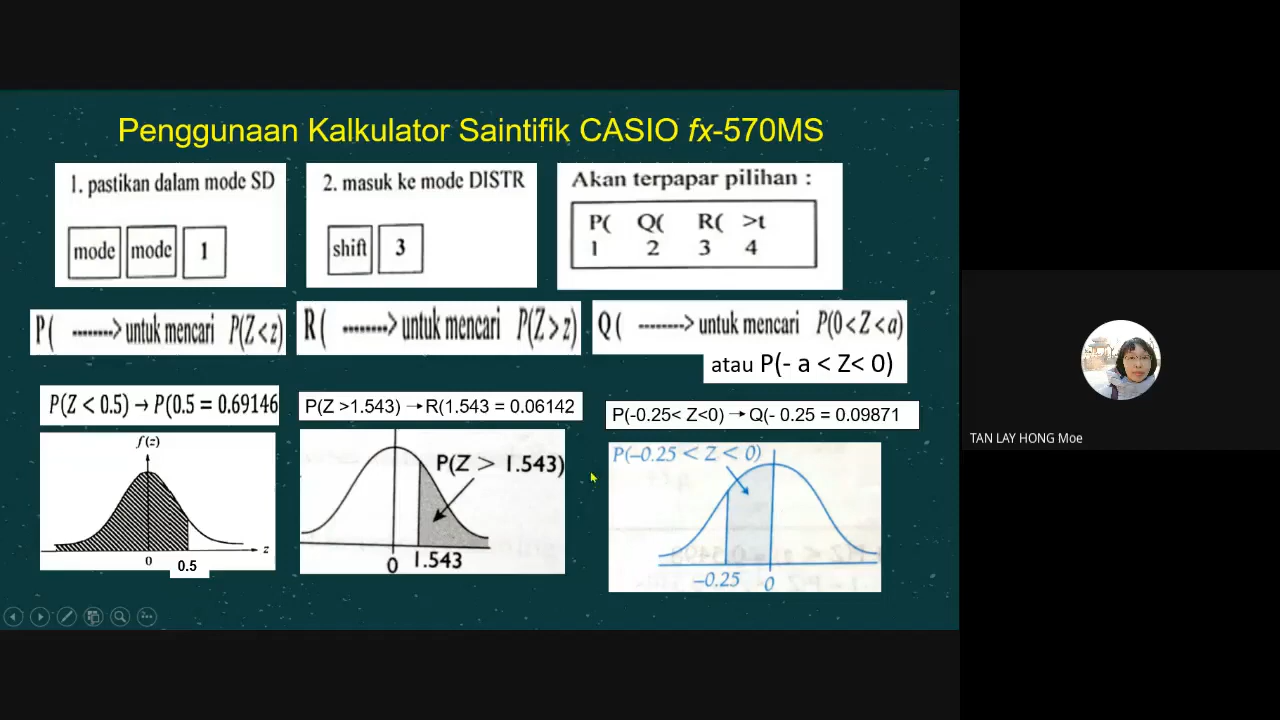 Penggunaan Kalkulator Saintifik CASIO fx-570MS
1. pastikan dalam mode SD
mode mode 1
2. masuk ke mode DISTR
shift 3
Akan terpapar pilihan :
P( Q( R( >t
1 2 3 4
P( -------> untuk mencari P(Z<z)
R( -------> untuk mencari P(Z>z)
Q( -------> untuk mencari P(0<Z<a)
atau P(- a < Z< 0)
P(Z < 0.5) → P(0.5 = 0.69146
P(Z >1.543) →R(1.543 = 0.06142
P(-0.25< Z<0) →Q(- 0.25 = 0.09871
f(z)
z
0
0.5
P(Z > 1.543)
0 1.543
P(–0.25 < Z < 0)
–0.25 0
TAN LAY HONG Moe